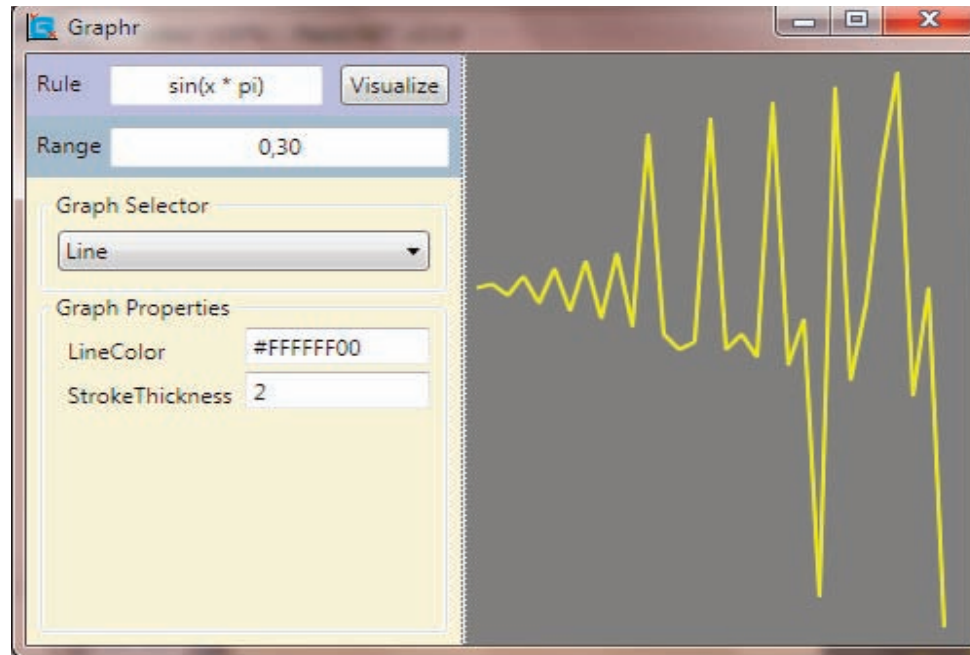 Graphr
Rule sin(x * pi) Visualize
Range 0,30
Graph Selector
Line
Graph Properties
LineColor #FFFFFF00
StrokeThickness 2